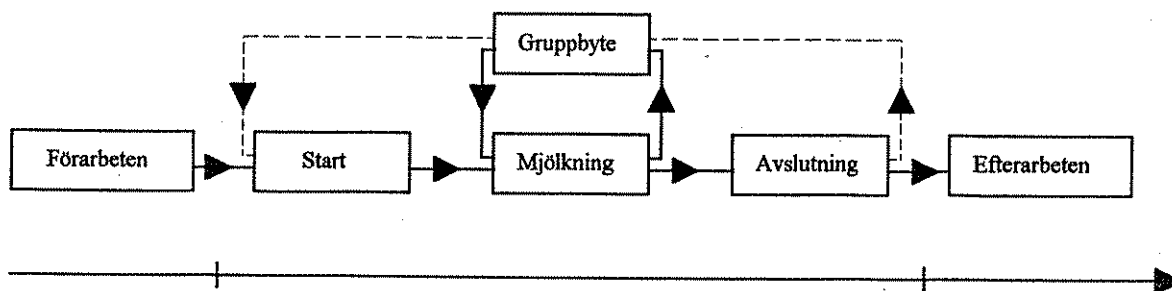 Gruppbyte
Förarbeten
Start
Mjölkning
Avslutning
Efterarbeten